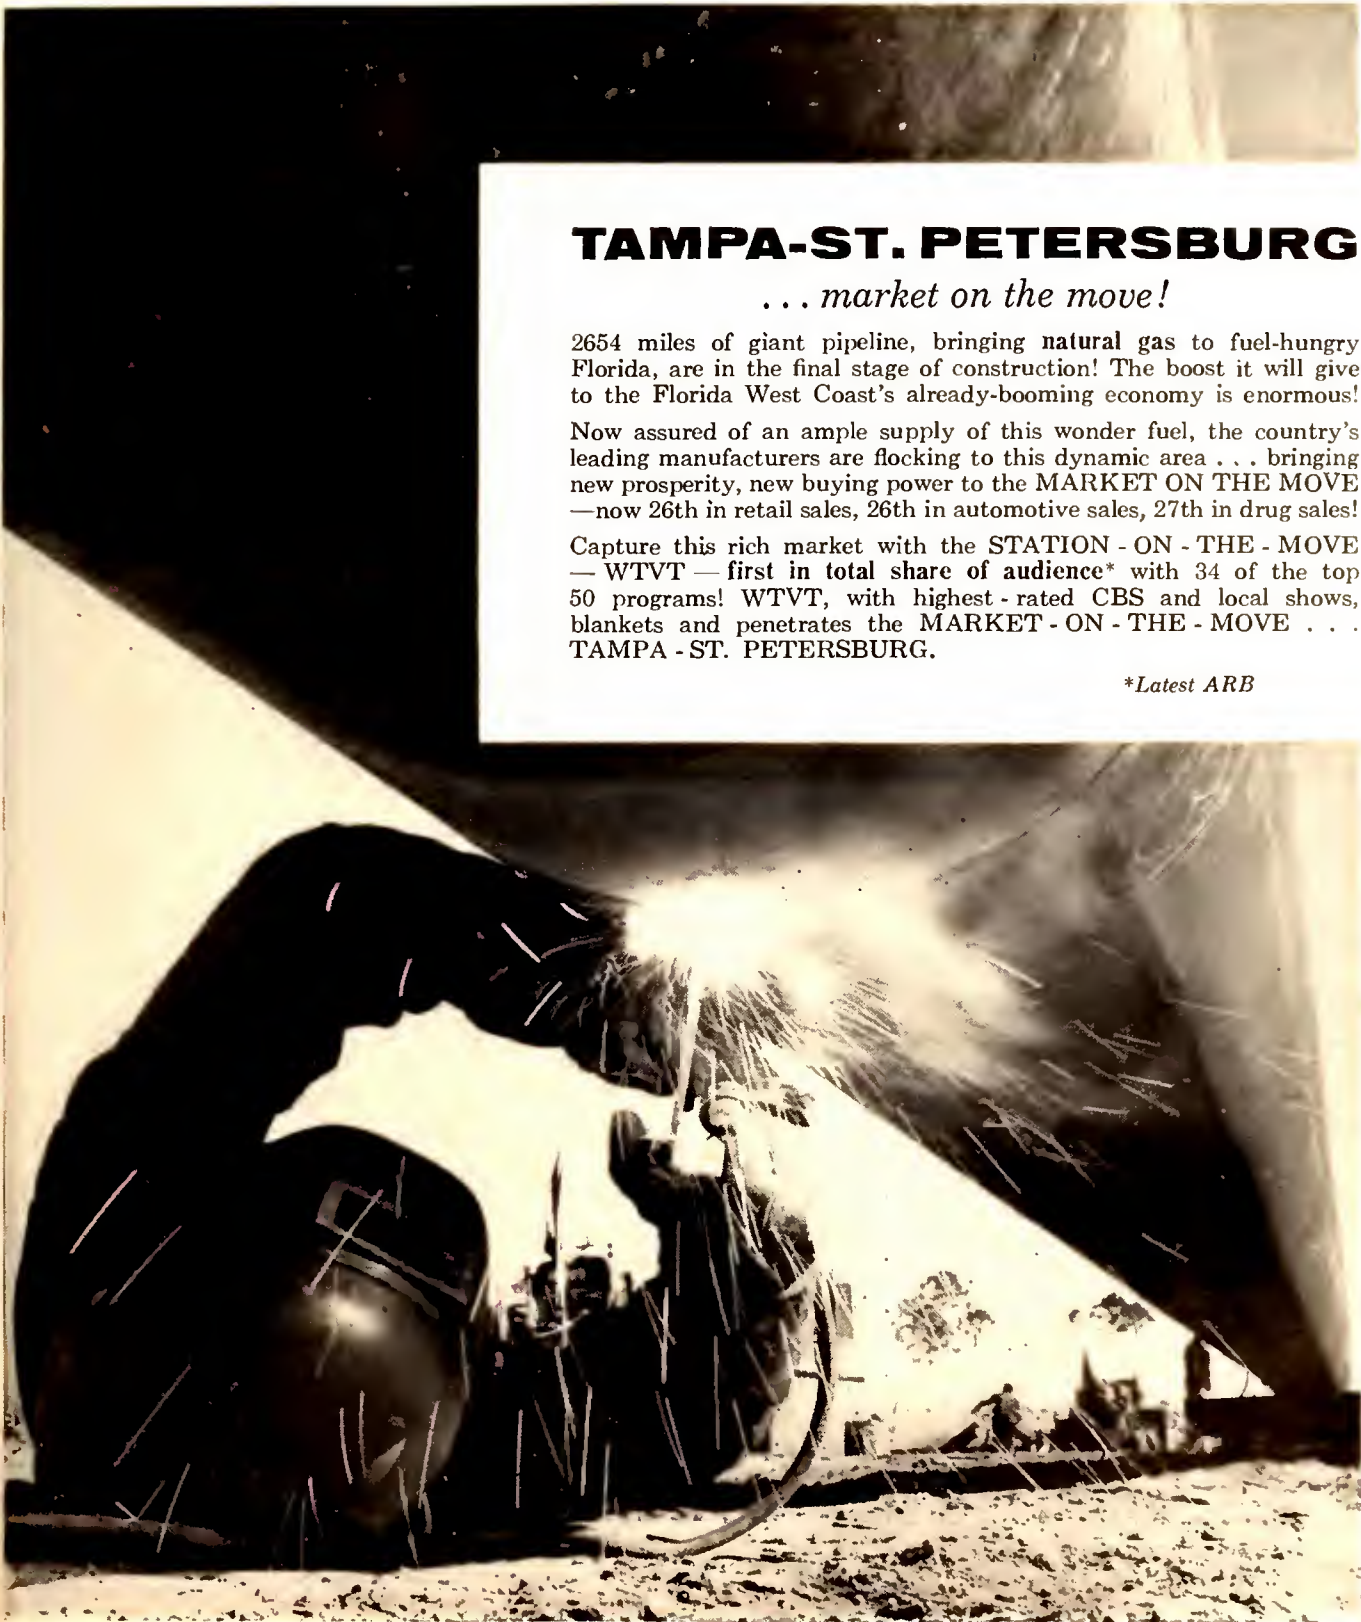 TAMPA-ST. PETERSBURG
... market on the move!
2654 miles of giant pipeline, bringing natural gas to fuel-hungry
Florida, are in the final stage of construction! The boost it will give
to the Florida West Coast's already-booming economy is enormous!
Now assured of an ample supply of this wonder fuel, the country's
leading manufacturers are flocking to this dynamic area . . . bringing
new prosperity, new buying power to the MARKET ON THE MOVE
—now 26th in retail sales, 26th in automotive sales, 27th in drug sales!
Capture this rich market with the STATION - ON - THE - MOVE
— WTVT — first in total share of audience* with 34 of the top
50 programs! WTVT, with highest - rated CBS and local shows,
blankets and penetrates the MARKET - ON - THE - MOVE . . .
TAMPA - ST. PETERSBURG.
*Latest ARB